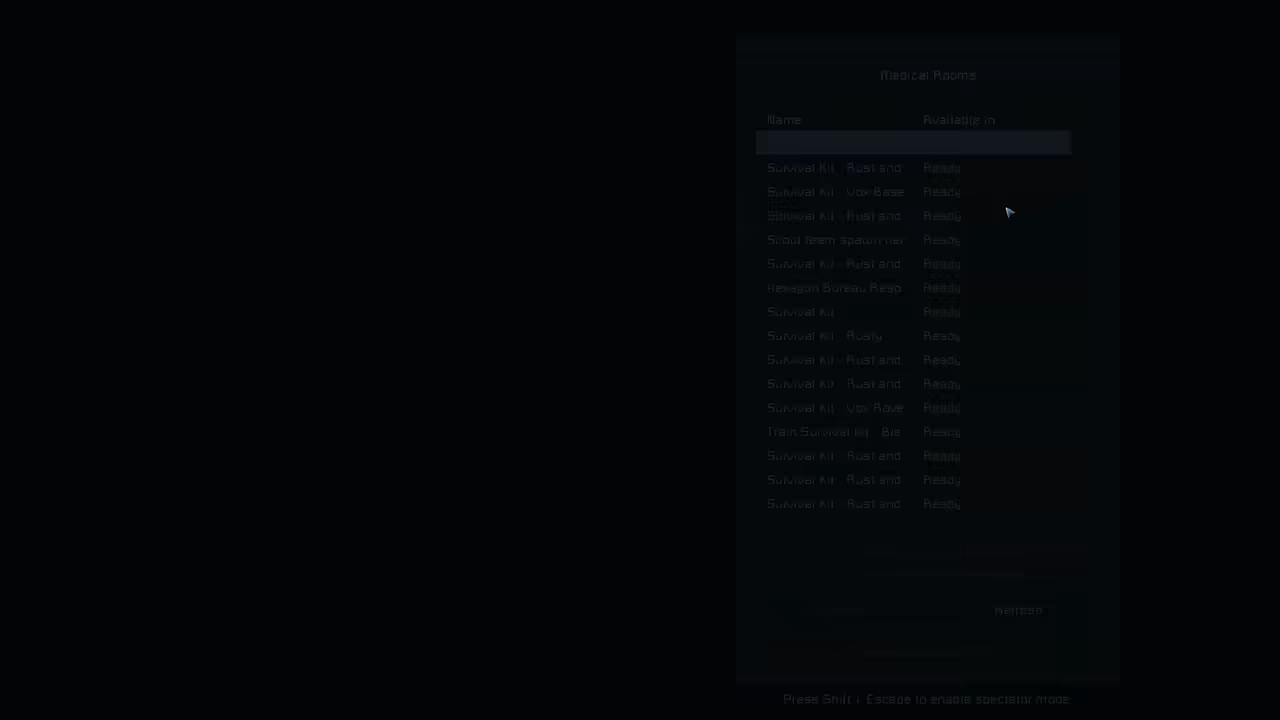 Medical Rooms
Name Available in
Survival Kit Rust and Ready
Survival Kit Vox Base Ready
Survival Kit Rust and Ready
Scout team spawn Ready
Survival Kit Rust and Ready
Hexagon Bureau Resp Ready
Survival Kit Ready
Survival Kit Rusty Ready
Survival Kit Rust and Ready
Survival Kit Rust and Ready
Survival Kit Vox Rave Ready
Train Survival kit Ready
Survival Kit Rust and Ready
Survival Kit Rust and Ready
Survival Kit Rust and Ready
Refresh
Press Shift + Escape to enable spectator mode